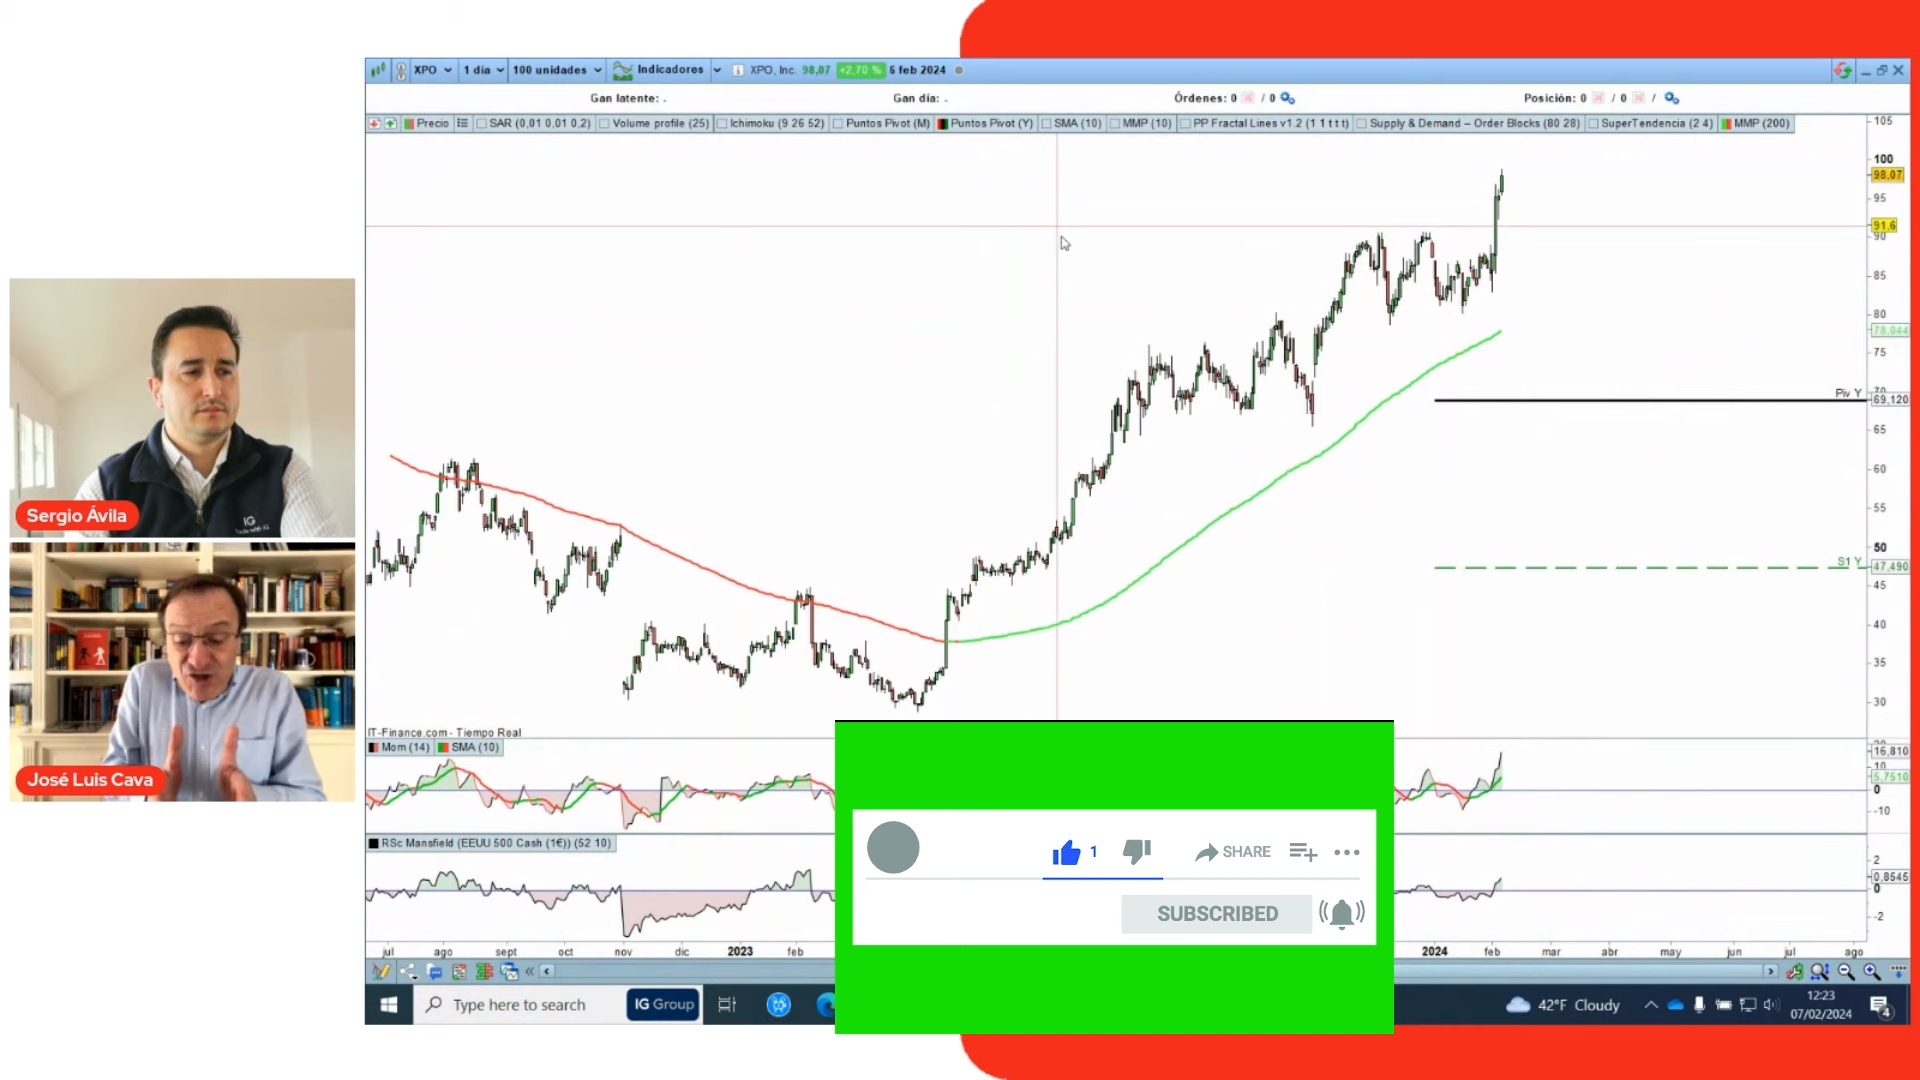 XPO 1 día 100 unidades Indicadores XPO, Inc. 98,07 +2,70 % 6 feb 2024
Gan latente: - Gan día: - Órdenes: 0 / 0 Posición: 0 / 0 /
Precio SAR (0,01 0,01 0,2) Volume profile (25) Ichimoku (9 26 52) Puntos Pivot (M) Puntos Pivot (Y) SMA (10) MMP (10) PP Fractal Lines v1.2 (1 1 t t t) Supply & Demand – Order Blocks (80 28) SuperTendencia (2 4) MMP (200)
105
100
98,07
95
91,6
90
85
80
78,044
75
70
Piv Y 69,120
65
60
55
50
S1 Y 47,490
45
40
35
30
IG
Sergio Ávila
José Luis Cava
IT-Finance.com - Tiempo Real
Mom (14) SMA (10)
16,810
10
5,7510
0
-10
RSc Mansfield (EEUU 500 Cash (1€)) (52 10)
2
0,8545
0
-2
1 SHARE
SUBSCRIBED
jul ago sept oct nov dic 2023 feb 2024 feb mar abr may jun jul ago
Type here to search IG Group 42°F Cloudy 12:23
07/02/2024
4